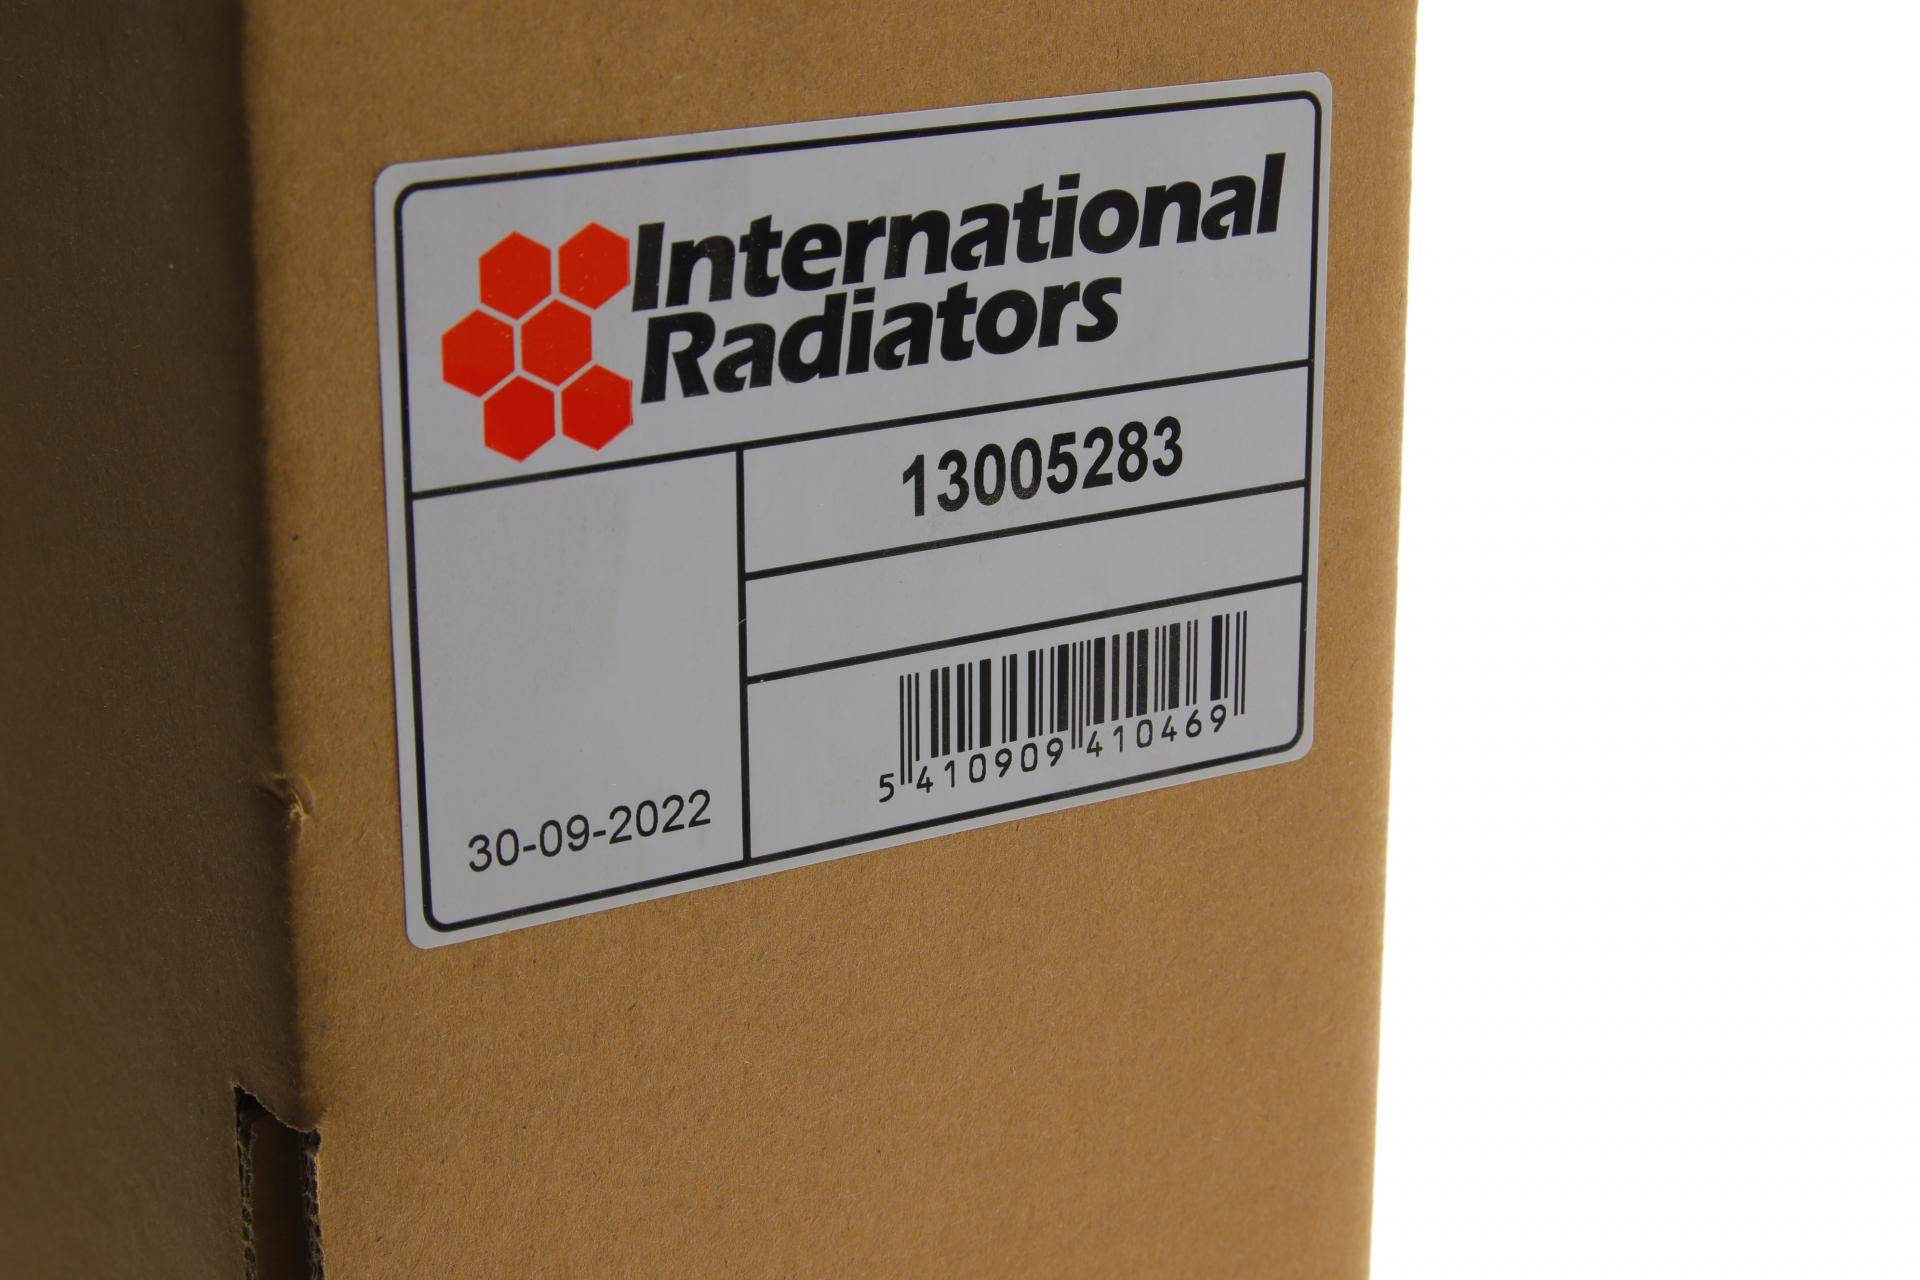 International
Radiators
13005283
30-09-2022
5 410909 410469